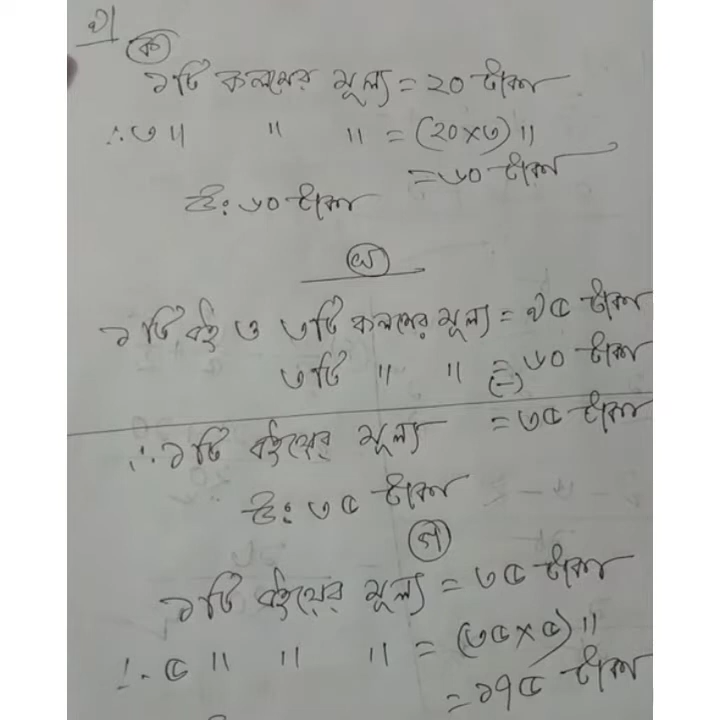 ৩|
ক
১টি কলমের মূল্য = ২০ টাকা
∴ ৩ " " " = (২০×৩) "
= ৬০ টাকা
উ: ৬০ টাকা
খ
১টি বই ও ৩টি কলমের মূল্য = ৯৫ টাকা
৩টি " " = ৬০ টাকা
(−)
∴ ১টি বইয়ের মূল্য = ৩৫ টাকা
উ: ৩৫ টাকা
গ
১টি বইয়ের মূল্য = ৩৫ টাকা
∴ ৫ " " " = (৩৫×৫) "
= ১৭৫ টাকা